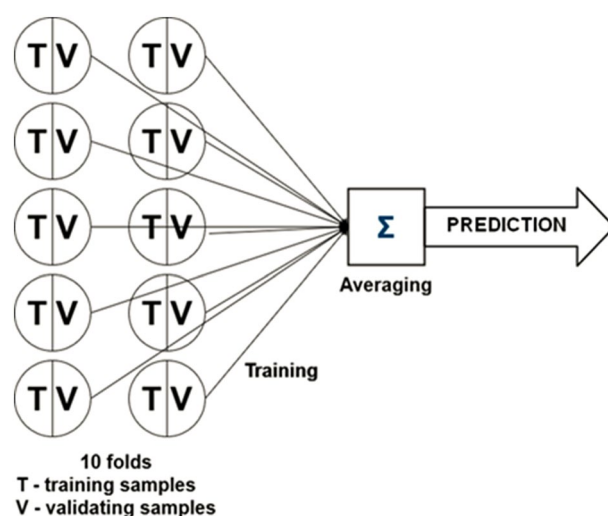 T V T V
T V T V
T V T V
T V T V
T V T V
Σ
PREDICTION
Averaging
Training
10 folds
T - training samples
V - validating samples